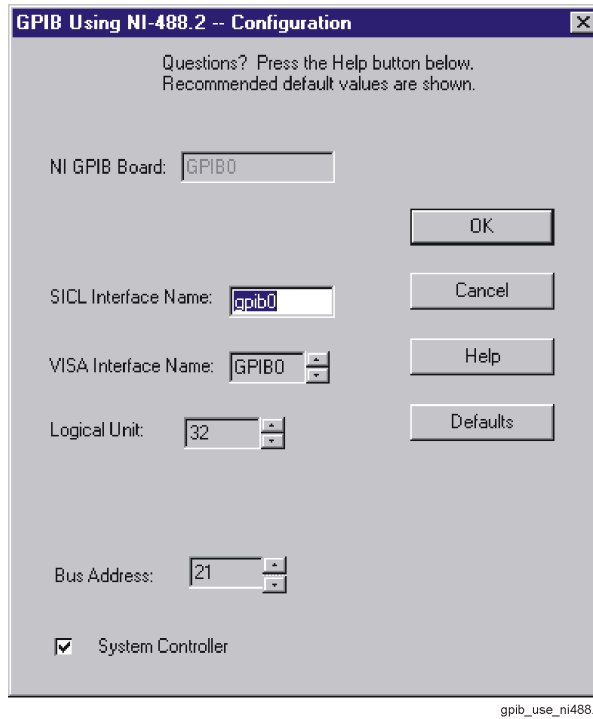 GPIB Using NI-488.2 -- Configuration
Questions? Press the Help button below.
Recommended default values are shown.
NI GPIB Board: GPIB0
OK
SICL Interface Name: gpib0
Cancel
VISA Interface Name: GPIB0
Help
Logical Unit: 32
Defaults
Bus Address: 21
System Controller
gpib_use_ni488.